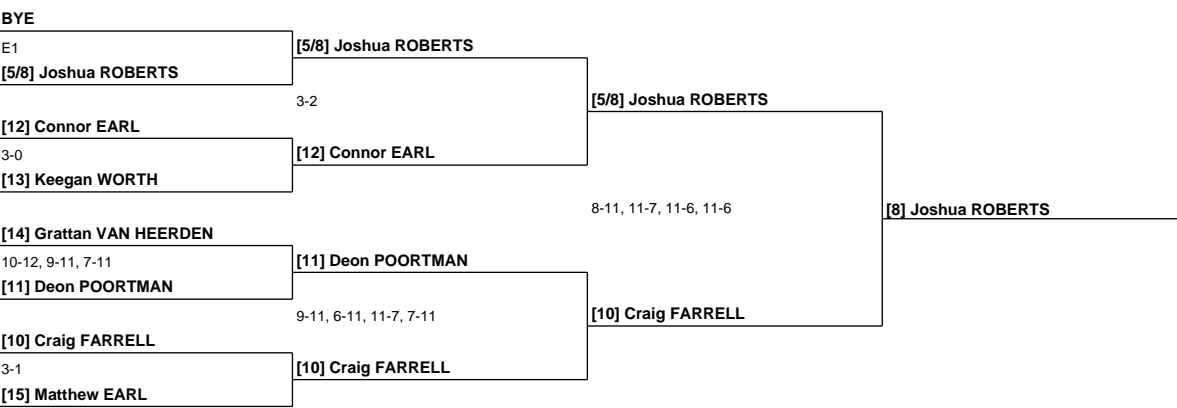 BYE
E1
[5/8] Joshua ROBERTS
[5/8] Joshua ROBERTS
3-2
[5/8] Joshua ROBERTS
[12] Connor EARL
3-0
[12] Connor EARL
[13] Keegan WORTH
8-11, 11-7, 11-6, 11-6
[8] Joshua ROBERTS
[14] Grattan VAN HEERDEN
10-12, 9-11, 7-11
[11] Deon POORTMAN
[11] Deon POORTMAN
9-11, 6-11, 11-7, 7-11
[10] Craig FARRELL
[10] Craig FARRELL
3-1
[10] Craig FARRELL
[15] Matthew EARL